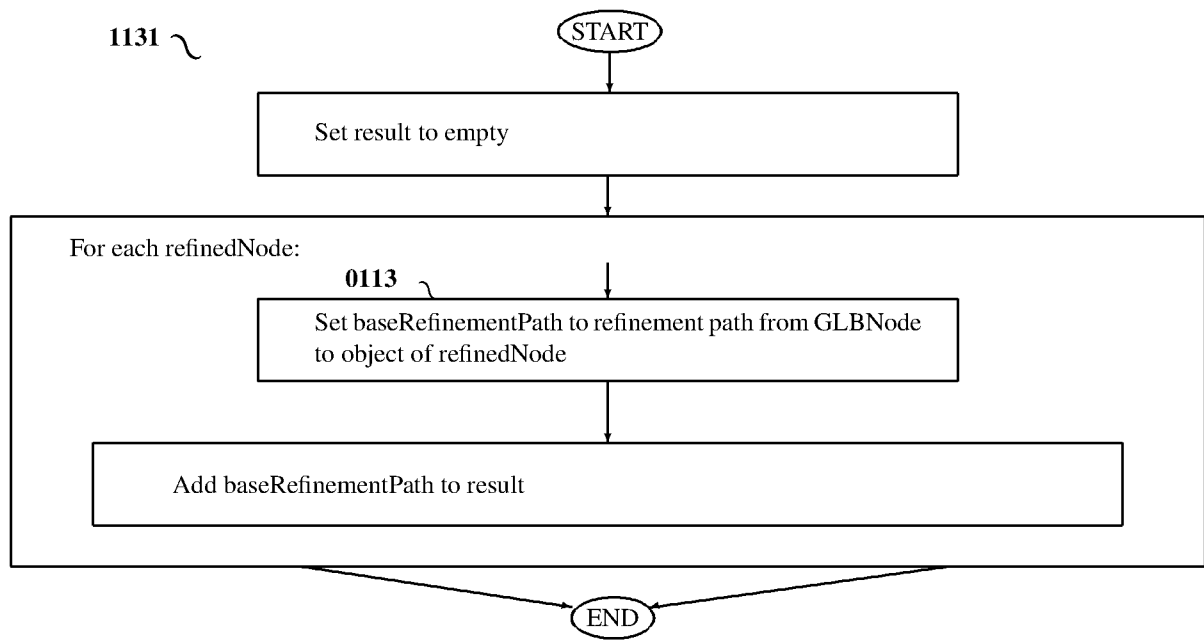 1131
START
Set result to empty
For each refinedNode:
0113
Set baseRefinementPath to refinement path from GLBNode
to object of refinedNode
Add baseRefinementPath to result
END